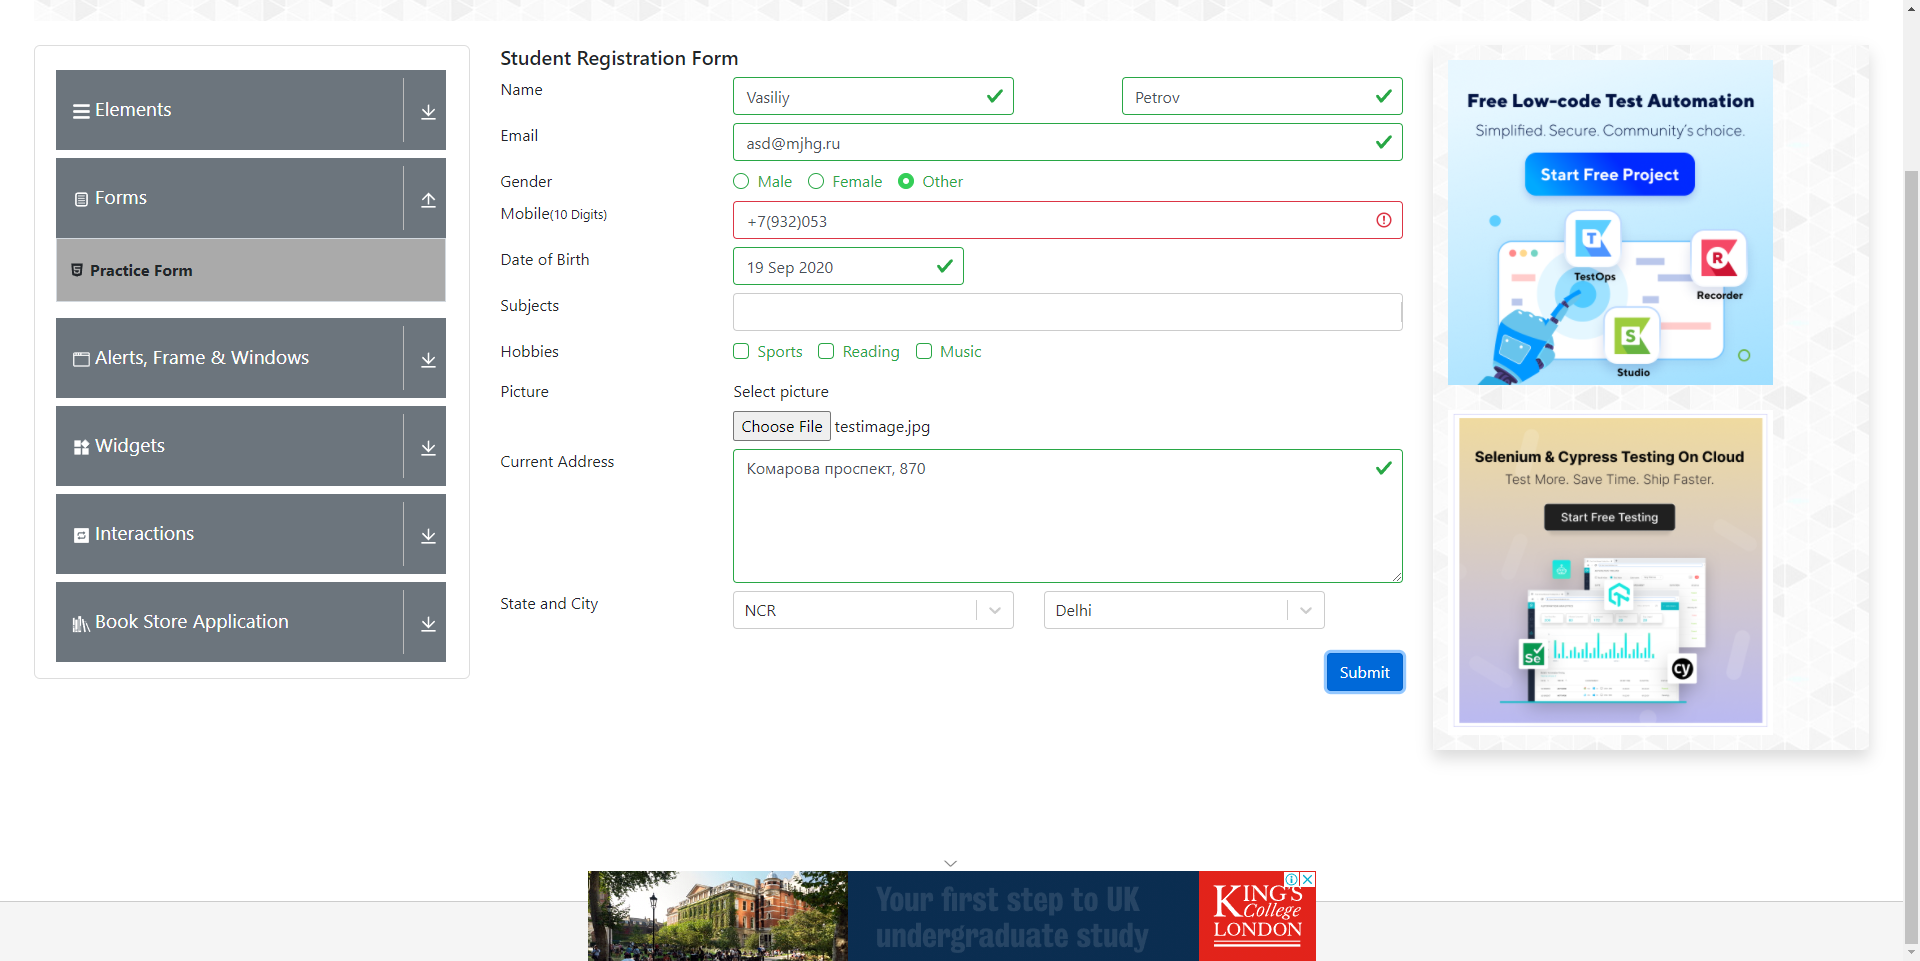 Elements
Forms
Practice Form
Alerts, Frame & Windows
Widgets
Interactions
Book Store Application
Student Registration Form
Name
Vasiliy
Petrov
Email
asd@mjhg.ru
Gender
Male
Female
Other
Mobile(10 Digits)
+7(932)053
Date of Birth
19 Sep 2020
Subjects
Hobbies
Sports
Reading
Music
Picture
Select picture
Choose File testimage.jpg
Current Address
Комарова проспект, 870
State and City
NCR
Delhi
Submit
Free Low-code Test Automation
Simplified. Secure. Community's choice.
Start Free Project
TestOps
Recorder
Studio
Selenium & Cypress Testing On Cloud
Test More. Save Time. Ship Faster.
Start Free Testing
Se
cy
Your first step to UK
undergraduate study
KING'S
College
LONDON